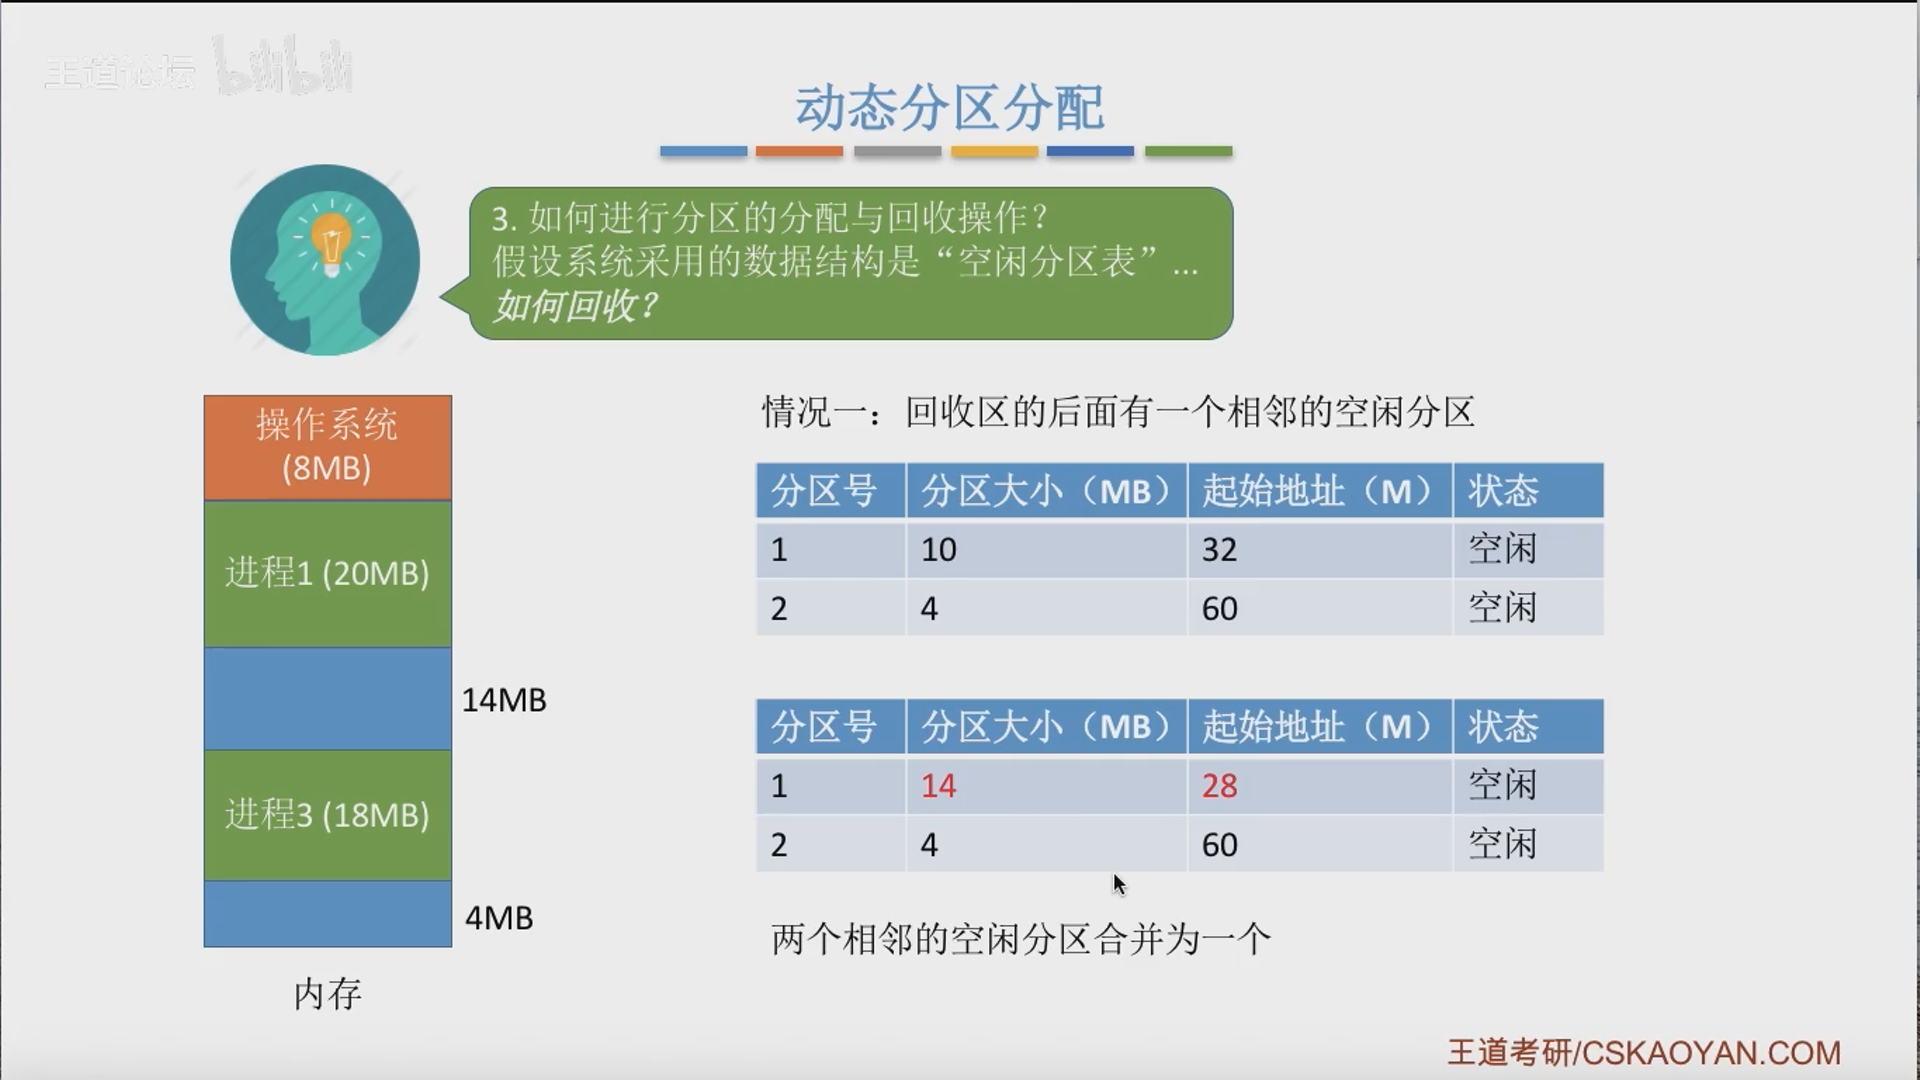 王道论坛 bilibili
动态分区分配
3. 如何进行分区的分配与回收操作？
假设系统采用的数据结构是“空闲分区表”...
如何回收？
操作系统
(8MB)
进程1 (20MB)
14MB
进程3 (18MB)
4MB
内存
情况一：回收区的后面有一个相邻的空闲分区
分区号 分区大小（MB） 起始地址（M） 状态
1 10 32 空闲
2 4 60 空闲
分区号 分区大小（MB） 起始地址（M） 状态
1 14 28 空闲
2 4 60 空闲
两个相邻的空闲分区合并为一个
王道考研/CSKAOYAN.COM